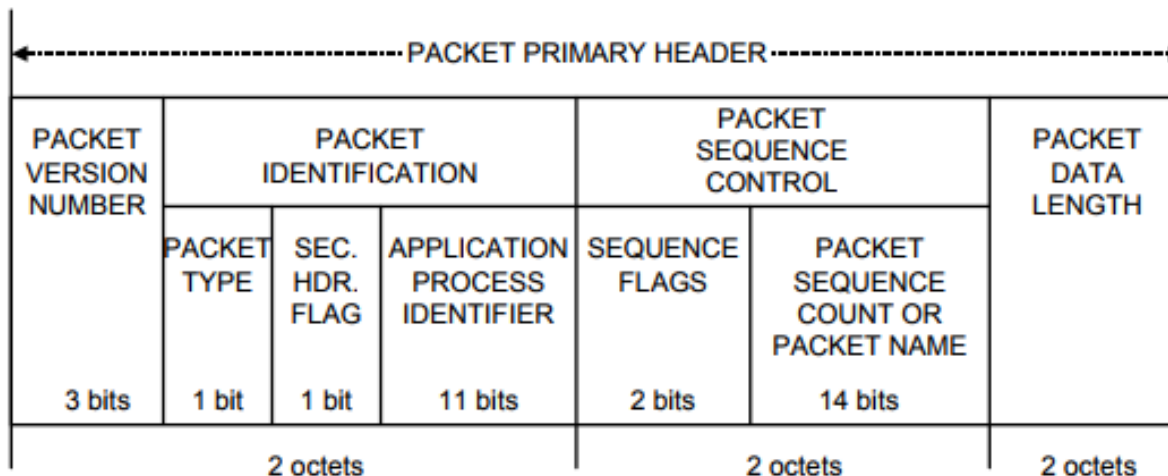 PACKET PRIMARY HEADER
PACKET
VERSION
NUMBER
3 bits
PACKET
IDENTIFICATION
PACKET
TYPE
1 bit
SEC.
HDR.
FLAG
1 bit
APPLICATION
PROCESS
IDENTIFIER
11 bits
PACKET
SEQUENCE
CONTROL
SEQUENCE
FLAGS
2 bits
PACKET
SEQUENCE
COUNT OR
PACKET NAME
14 bits
PACKET
DATA
LENGTH
2 octets
2 octets
2 octets